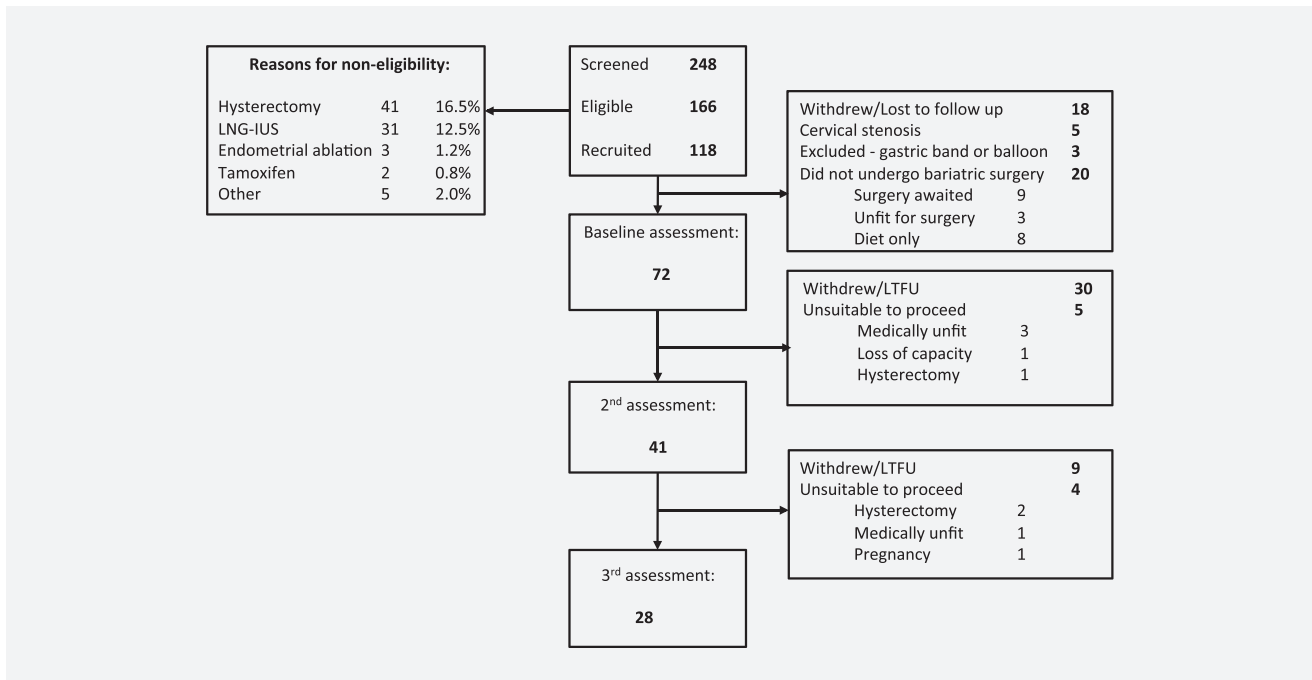 Reasons for non-eligibility:
Hysterectomy 41 16.5%
LNG-IUS 31 12.5%
Endometrial ablation 3 1.2%
Tamoxifen 2 0.8%
Other 5 2.0%
Screened 248
Eligible 166
Recruited 118
Withdrew/Lost to follow up 18
Cervical stenosis 5
Excluded - gastric band or balloon 3
Did not undergo bariatric surgery 20
Surgery awaited 9
Unfit for surgery 3
Diet only 8
Baseline assessment:
72
Withdrew/LTFU 30
Unsuitable to proceed 5
Medically unfit 3
Loss of capacity 1
Hysterectomy 1
2nd assessment:
41
Withdrew/LTFU 9
Unsuitable to proceed 4
Hysterectomy 2
Medically unfit 1
Pregnancy 1
3rd assessment:
28